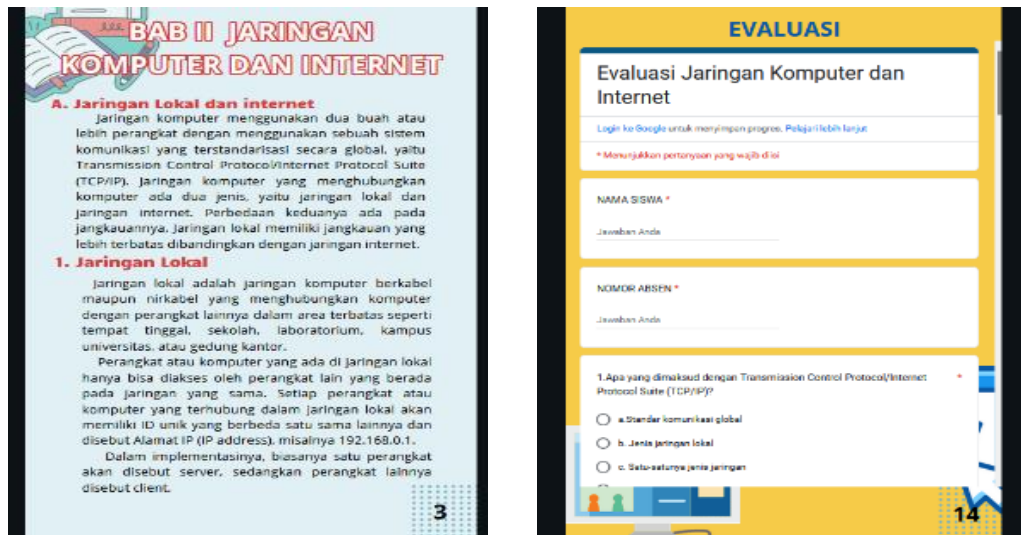 BAB II JARINGAN
KOMPUTER DAN INTERNET
A. Jaringan Lokal dan internet
Jaringan komputer menggunakan dua buah atau
lebih perangkat dengan menggunakan sebuah sistem
komunikasi yang terstandarisasi secara global, yaitu
Transmission Control Protocol/Internet Protocol Suite
(TCP/IP). Jaringan komputer yang menghubungkan
komputer ada dua jenis, yaitu jaringan lokal dan
jaringan internet. Perbedaan keduanya ada pada
jangkauannya. Jaringan lokal memiliki jangkauan yang
lebih terbatas dibandingkan dengan jaringan internet.
1. Jaringan Lokal
Jaringan lokal adalah jaringan komputer berkabel
maupun nirkabel yang menghubungkan komputer
dengan perangkat lainnya dalam area terbatas seperti
tempat tinggal, sekolah, laboratorium, kampus
universitas, atau gedung kantor.
Perangkat atau komputer yang ada di jaringan lokal
hanya bisa diakses oleh perangkat lain yang berada
pada jaringan yang sama. Setiap perangkat atau
komputer yang terhubung dalam jaringan lokal akan
memiliki ID unik yang berbeda satu sama lainnya dan
disebut Alamat IP (IP address), misalnya 192.168.0.1.
Dalam implementasinya, biasanya satu perangkat
akan disebut server, sedangkan perangkat lainnya
disebut client.
3
EVALUASI
Evaluasi Jaringan Komputer dan
Internet
Login ke Google untuk menyimpan progres. Pelajari lebih lanjut
* Menunjukkan pertanyaan yang wajib diisi
NAMA SISWA *
Jawaban Anda
NOMOR ABSEN *
Jawaban Anda
1.Apa yang dimaksud dengan Transmission Control Protocol/Internet *
Protocol Suite (TCP/IP)?
a.Standar komunikasi global
b. Jenis jaringan lokal
c. Satu-satunya jenis jaringan
14